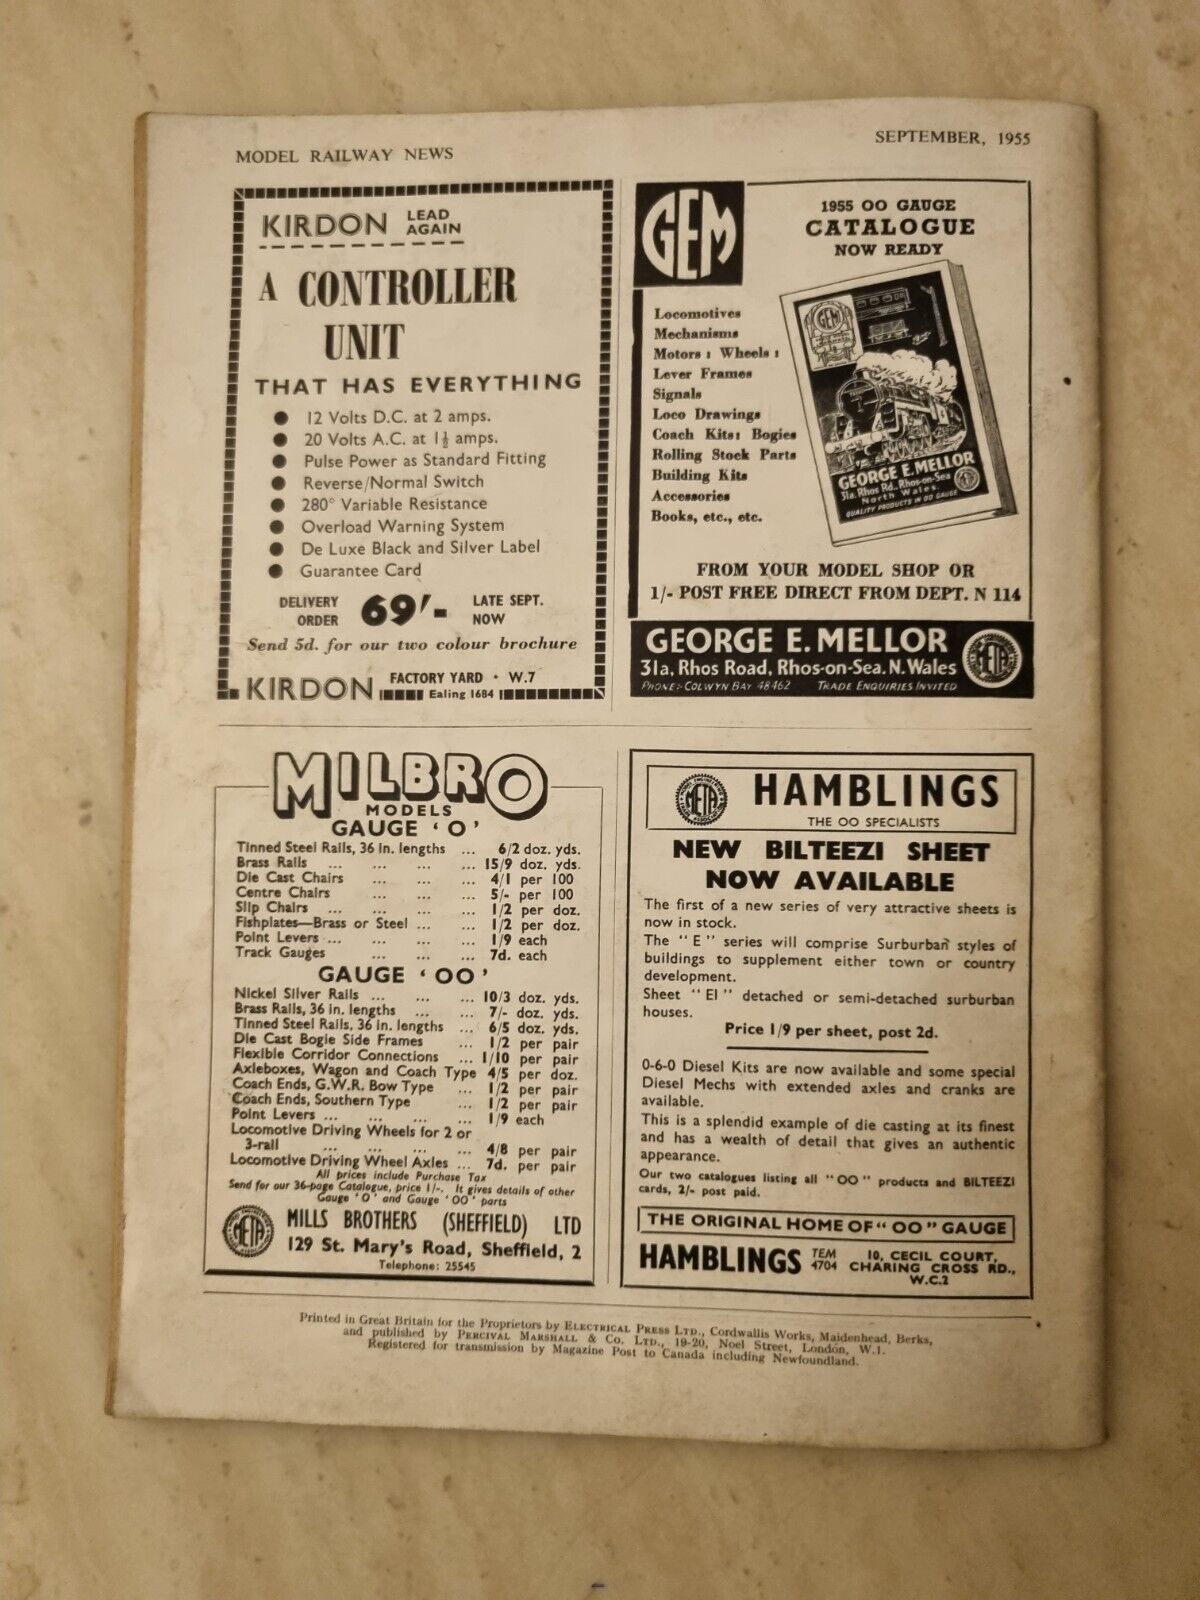 MODEL RAILWAY NEWS
SEPTEMBER, 1955
KIRDON LEAD AGAIN
A CONTROLLER
UNIT
THAT HAS EVERYTHING
● 12 Volts D.C. at 2 amps.
● 20 Volts A.C. at 1½ amps.
● Pulse Power as Standard Fitting
● Reverse/Normal Switch
● 280° Variable Resistance
● Overload Warning System
● De Luxe Black and Silver Label
● Guarantee Card
DELIVERY LATE SEPT.
69'-
ORDER NOW
Send 5d. for our two colour brochure
KIRDON FACTORY YARD · W.7
Ealing 1684
GEM
1955 OO GAUGE
CATALOGUE
NOW READY
Locomotives
Mechanisms
Motors : Wheels :
Lever Frames
Signals
Loco Drawings
Coach Kits: Bogies
Rolling Stock Parts
Building Kits
Accessories
Books, etc., etc.
GEM
GEORGE E. MELLOR
31a, Rhos Rd., Rhos-on-Sea
North Wales.
QUALITY PRODUCTS IN OO GAUGE
FROM YOUR MODEL SHOP OR
1/- POST FREE DIRECT FROM DEPT. N 114
GEORGE E. MELLOR
31a, Rhos Road, Rhos-on-Sea. N. Wales
PHONE:- COLWYN BAY 48462 TRADE ENQUIRIES INVITED
META
MILBRO
MODELS
GAUGE 'O'
Tinned Steel Rails, 36 in. lengths ... 6/2 doz. yds.
Brass Rails ... ... ... ... 15/9 doz. yds.
Die Cast Chairs ... ... ... 4/1 per 100
Centre Chairs ... ... ... 5/- per 100
Slip Chairs ... ... ... ... 1/2 per doz.
Fishplates—Brass or Steel ... ... 1/2 per doz.
Point Levers ... ... ... ... 1/9 each
Track Gauges ... ... ... 7d. each
GAUGE 'OO'
Nickel Silver Rails ... ... ... 10/3 doz. yds.
Brass Rails, 36 in. lengths ... ... 7/- doz. yds.
Tinned Steel Rails, 36 in. lengths ... 6/5 doz. yds.
Die Cast Bogie Side Frames ... 1/2 per pair
Flexible Corridor Connections ... 1/10 per pair
Axleboxes, Wagon and Coach Type 4/5 per doz.
Coach Ends, G.W.R. Bow Type ... 1/2 per pair
Coach Ends, Southern Type ... 1/2 per pair
Point Levers ... ... ... ... 1/9 each
Locomotive Driving Wheels for 2 or
3-rail ... ... ... ... 4/8 per pair
Locomotive Driving Wheel Axles ... 7d. per pair
All prices include Purchase Tax
Send for our 36-page Catalogue, price 1/-. It gives details of other
Gauge 'O' and Gauge 'OO' parts
META
MILLS BROTHERS (SHEFFIELD) LTD
129 St. Mary's Road, Sheffield, 2
Telephone: 25545
META
HAMBLINGS
THE OO SPECIALISTS
NEW BILTEEZI SHEET
NOW AVAILABLE
The first of a new series of very attractive sheets is
now in stock.
The "E" series will comprise Surburban styles of
buildings to supplement either town or country
development.
Sheet "E1" detached or semi-detached surburban
houses.
Price 1/9 per sheet, post 2d.
0-6-0 Diesel Kits are now available and some special
Diesel Mechs with extended axles and cranks are
available.
This is a splendid example of die casting at its finest
and has a wealth of detail that gives an authentic
appearance.
Our two catalogues listing all "OO" products and BILTEEZI
cards, 2/- post paid.
THE ORIGINAL HOME OF "OO" GAUGE
HAMBLINGS TEM 4704 10, CECIL COURT,
CHARING CROSS RD.,
W.C.2
Printed in Great Britain for the Proprietors by ELECTRICAL PRESS LTD., Cordwallis Works, Maidenhead, Berks,
and published by PERCIVAL MARSHALL & CO. LTD., 19-20, Noel Street, London, W.1.
Registered for transmission by Magazine Post to Canada including Newfoundland.